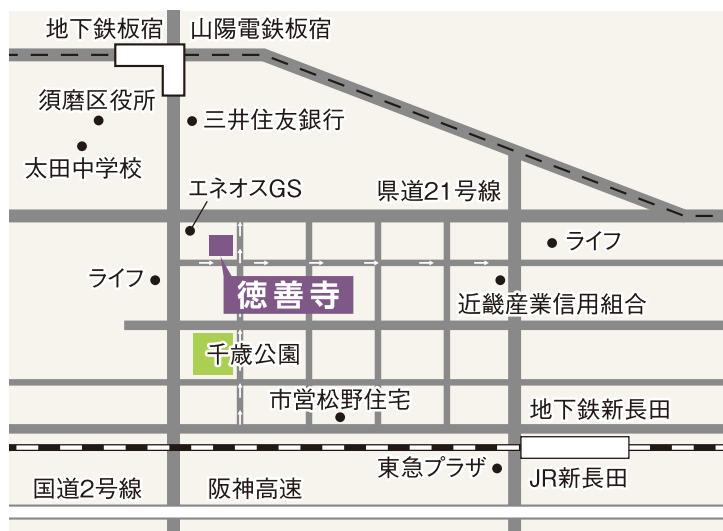 地下鉄板宿
山陽電鉄板宿
須磨区役所
三井住友銀行
太田中学校
エネオスGS
県道21号線
ライフ
ライフ
徳善寺
近畿産業信用組合
千歳公園
市営松野住宅
地下鉄新長田
東急プラザ
JR新長田
国道2号線
阪神高速